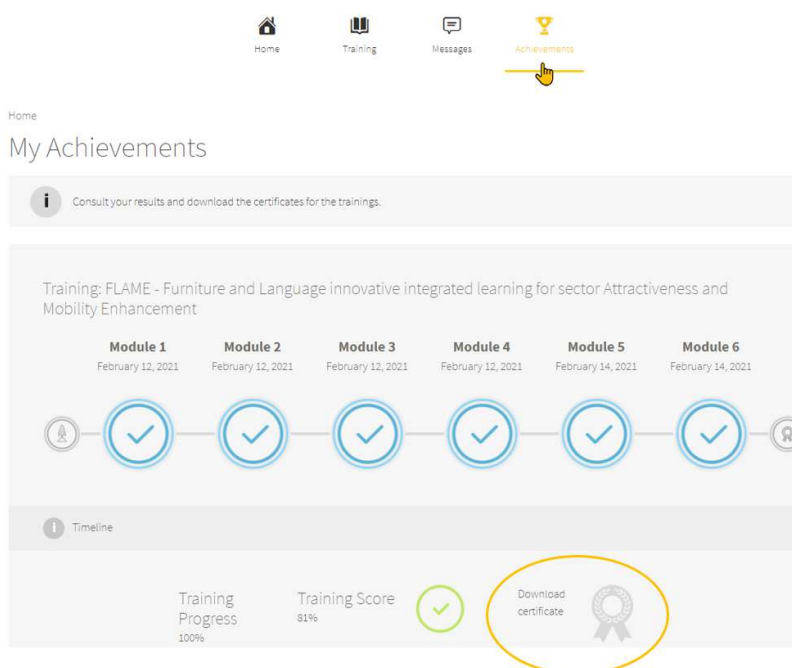 Home
Training
Messages
Achievements
Home
My Achievements
i
Consult your results and download the certificates for the trainings.
Training: FLAME - Furniture and Language innovative integrated learning for sector Attractiveness and
Mobility Enhancement
Module 1
February 12, 2021
Module 2
February 12, 2021
Module 3
February 12, 2021
Module 4
February 12, 2021
Module 5
February 14, 2021
Module 6
February 14, 2021
i
Timeline
Training
Progress
100%
Training Score
81%
Download
certificate